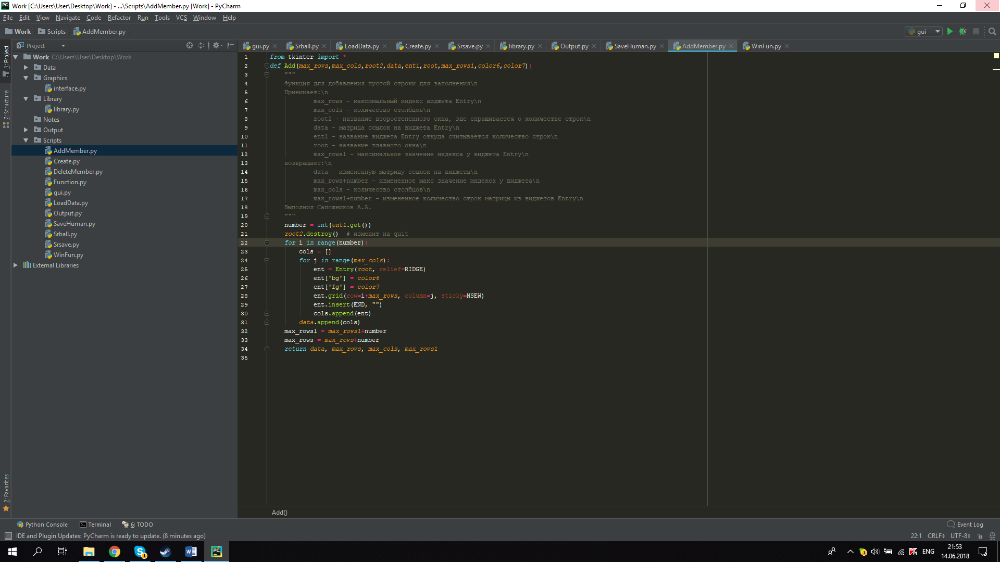 Work [C:\Users\User\Desktop\Work] - ...\Scripts\AddMember.py [Work] - PyCharm
File Edit View Navigate Code Refactor Run Tools VCS Window Help
Work Scripts AddMember.py gui
1: Project
7: Structure
2: Favorites
Project
Work C:\Users\User\Desktop\Work
Data
Graphics
interface.py
Library
library.py
Notes
Output
Scripts
AddMember.py
Create.py
DeleteMember.py
Function.py
gui.py
LoadData.py
Output.py
SaveHuman.py
Srball.py
Srsave.py
WinFun.py
External Libraries
gui.py Srball.py LoadData.py Create.py Srsave.py library.py Output.py SaveHuman.py AddMember.py WinFun.py
1 from tkinter import *
2 def Add(max_rows,max_cols,root2,data,ent1,root,max_rows1,color6,color7):
3 """
4 Функция для добавления пустой строки для заполнения\n
5 Принимает:\n
6 max_rows - максимальный индекс виджета Entry\n
7 max_cols - количество столбцов\n
8 root2 - название второстепенного окна, где спрашивается о количестве строк\n
9 data - матрица ссылок на виджета Entry\n
10 ent1 - название виджета Entry откуда считывается количество строк\n
11 root - название главного окна\n
12 max_rows1 - максимальное значение индекса у виджета Entry\n
13 возвращает:\n
14 data - измененную матрицу ссылок на виджеты\n
15 max_rows+number - измененное макс значение индекса у виджета\n
16 max_cols - количество столбцов\n
17 max_rows1+number - измененное количество строк матрицы из виджетов Entry\n
18 Выполнил Сапожников А.А.
19 """
20 number = int(ent1.get())
21 root2.destroy() # изменит на quit
22 for i in range(number):
23 cols = []
24 for j in range(max_cols):
25 ent = Entry(root, relief=RIDGE)
26 ent['bg'] = color6
27 ent['fg'] = color7
28 ent.grid(row=i+max_rows, column=j, sticky=NSEW)
29 ent.insert(END, "")
30 cols.append(ent)
31 data.append(cols)
32 max_rows1 = max_rows1+number
33 max_rows = max_rows+number
34 return data, max_rows, max_cols, max_rows1
35
Add()
Python Console Terminal 6: TODO Event Log
IDE and Plugin Updates: PyCharm is ready to update. (8 minutes ago) 22:1 CRLF UTF-8
ENG 21:53
14.06.2018